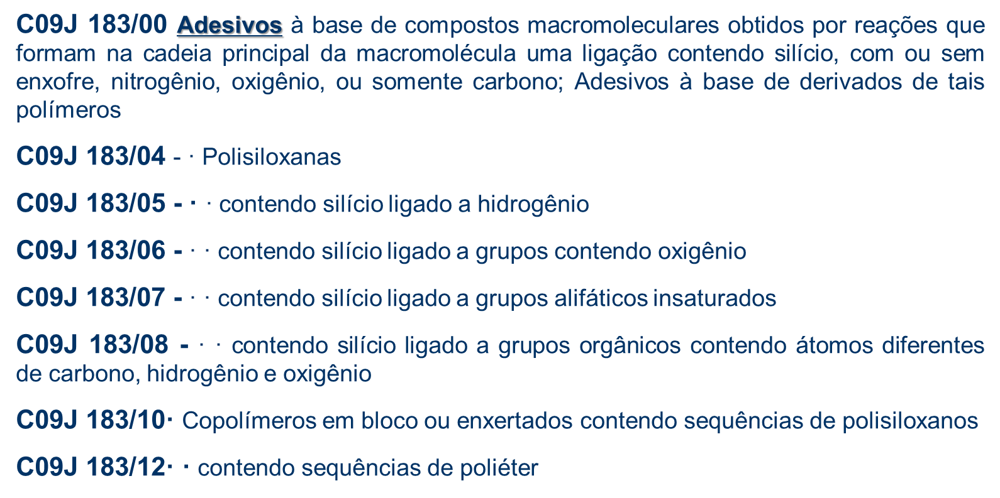 C09J 183/00 Adesivos à base de compostos macromoleculares obtidos por reações que
formam na cadeia principal da macromolécula uma ligação contendo silício, com ou sem
enxofre, nitrogênio, oxigênio, ou somente carbono; Adesivos à base de derivados de tais
polímeros
C09J 183/04 - · Polisiloxanas
C09J 183/05 - · · contendo silício ligado a hidrogênio
C09J 183/06 - · · contendo silício ligado a grupos contendo oxigênio
C09J 183/07 - · · contendo silício ligado a grupos alifáticos insaturados
C09J 183/08 - · · contendo silício ligado a grupos orgânicos contendo átomos diferentes
de carbono, hidrogênio e oxigênio
C09J 183/10· Copolímeros em bloco ou enxertados contendo sequências de polisiloxanos
C09J 183/12· · contendo sequências de poliéter